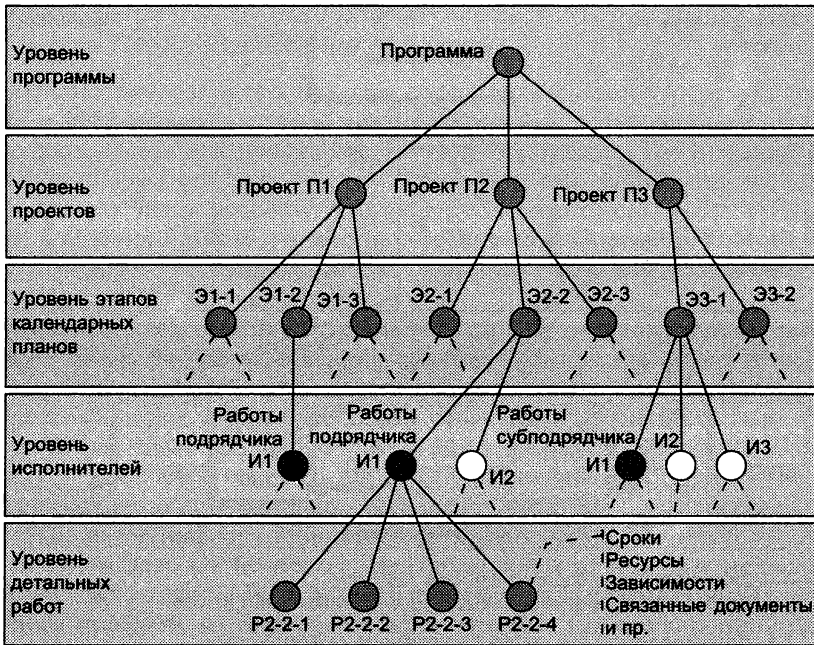 Уровень
программы
Программа
Уровень
проектов
Проект П1
Проект П2
Проект П3
Уровень этапов
календарных
планов
Э1-1
Э1-2
Э1-3
Э2-1
Э2-2
Э2-3
Э3-1
Э3-2
Уровень
исполнителей
Работы
подрядчика
И1
Работы
подрядчика
И1
И2
Работы
субподрядчика
И1
И2
И3
Уровень
детальных
работ
Р2-2-1
Р2-2-2
Р2-2-3
Р2-2-4
Сроки
Ресурсы
Зависимости
Связанные документы
и пр.